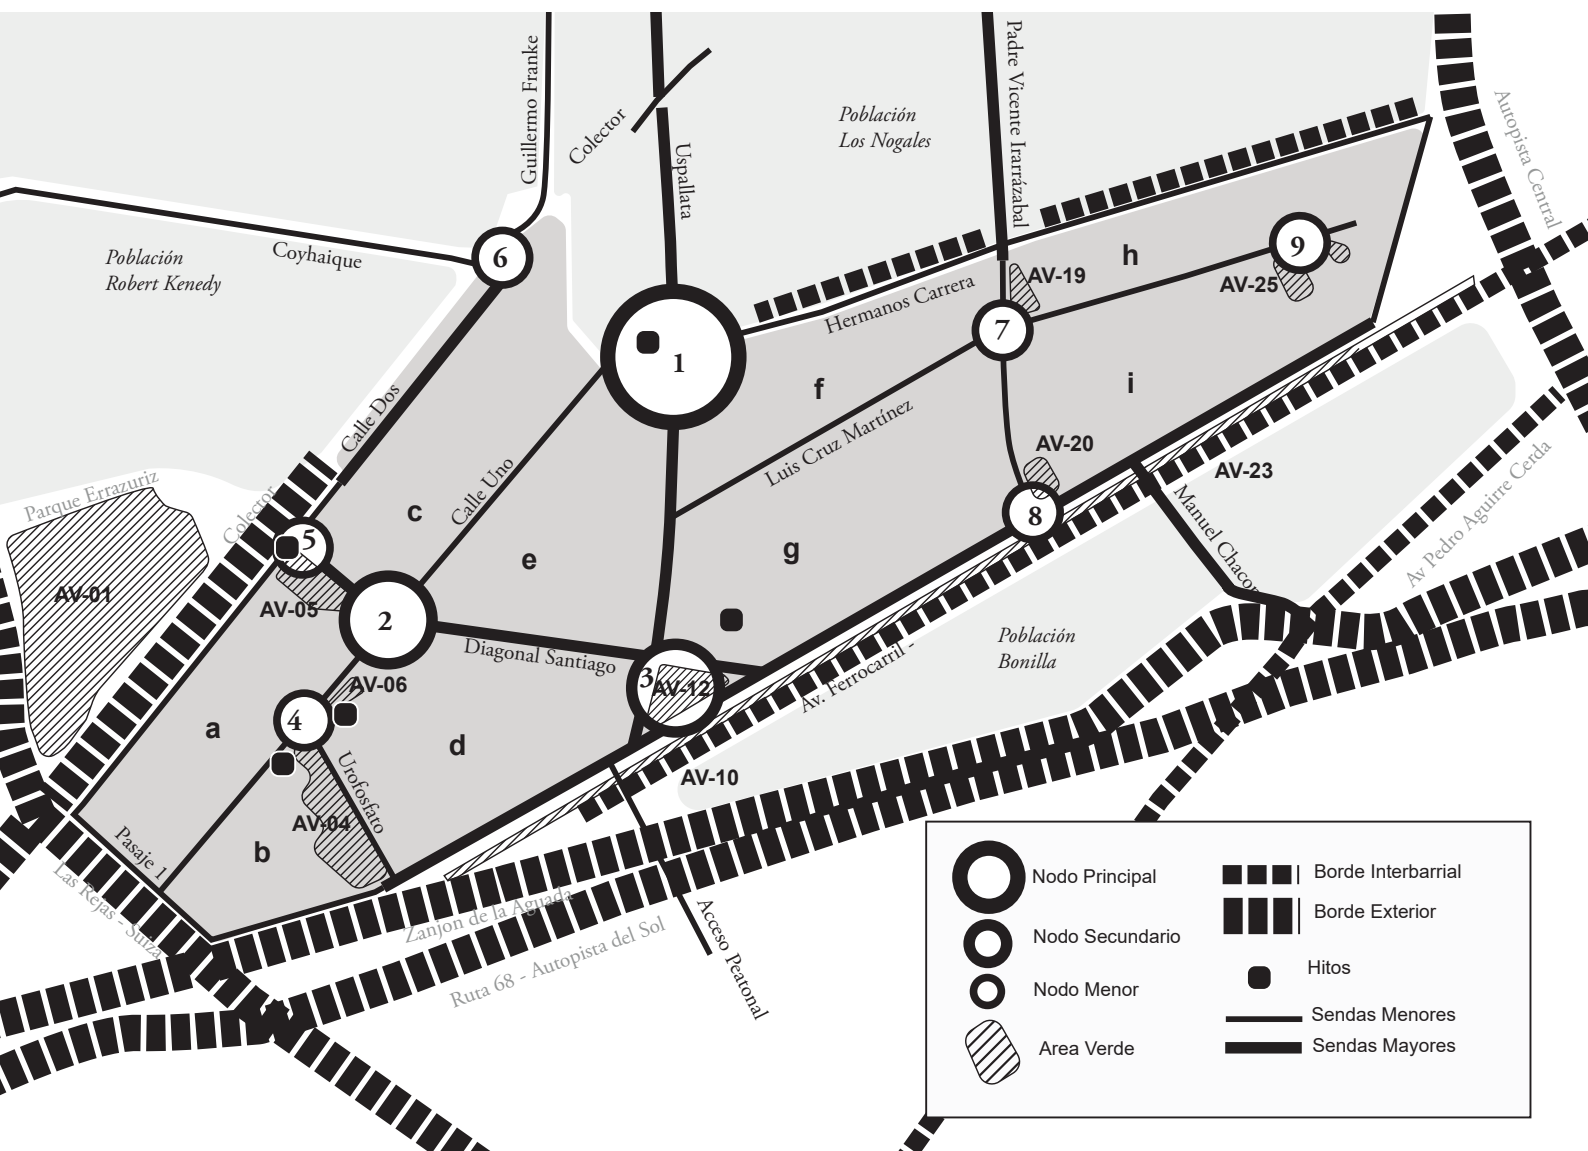 Guillermo Franke
Colector
Uspallata
Población
Los Nogales
Padre Vicente Irarrázabal
Autopista Central
Población
Robert Kenedy
Coyhaique
6
1
Hermanos Carrera
AV-19
h
9
AV-25
7
f
i
Luis Cruz Martínez
Calle Dos
Calle Uno
c
e
g
AV-20
AV-23
8
Manuel Chacon
Av Pedro Aguirre Cerda
Parque Errazuriz
Colector
AV-01
5
AV-05
2
Diagonal Santiago
3
AV-12
Av. Ferrocarril -
Población
Bonilla
AV-06
4
a
d
Urofosfato
AV-04
b
AV-10
Pasaje 1
Las Rejas - Suiza
Zanjon de la Aguada
Ruta 68 - Autopista del Sol
Acceso Peatonal
Nodo Principal
Nodo Secundario
Nodo Menor
Area Verde
Borde Interbarrial
Borde Exterior
Hitos
Sendas Menores
Sendas Mayores